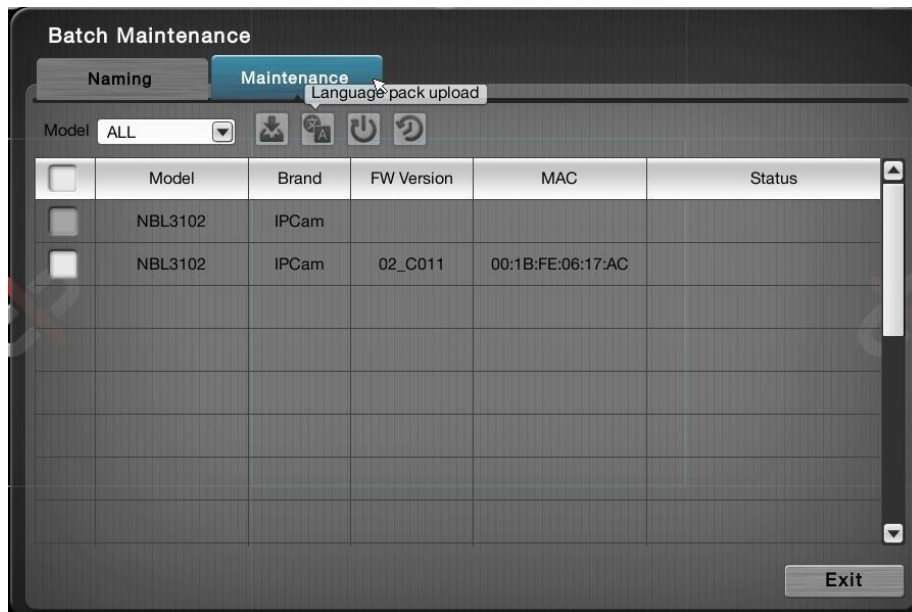 Batch Maintenance
Naming
Maintenance
Language pack upload
Model ALL
Model Brand FW Version MAC Status
NBL3102 IPCam
NBL3102 IPCam 02_C011 00:1B:FE:06:17:AC
Exit